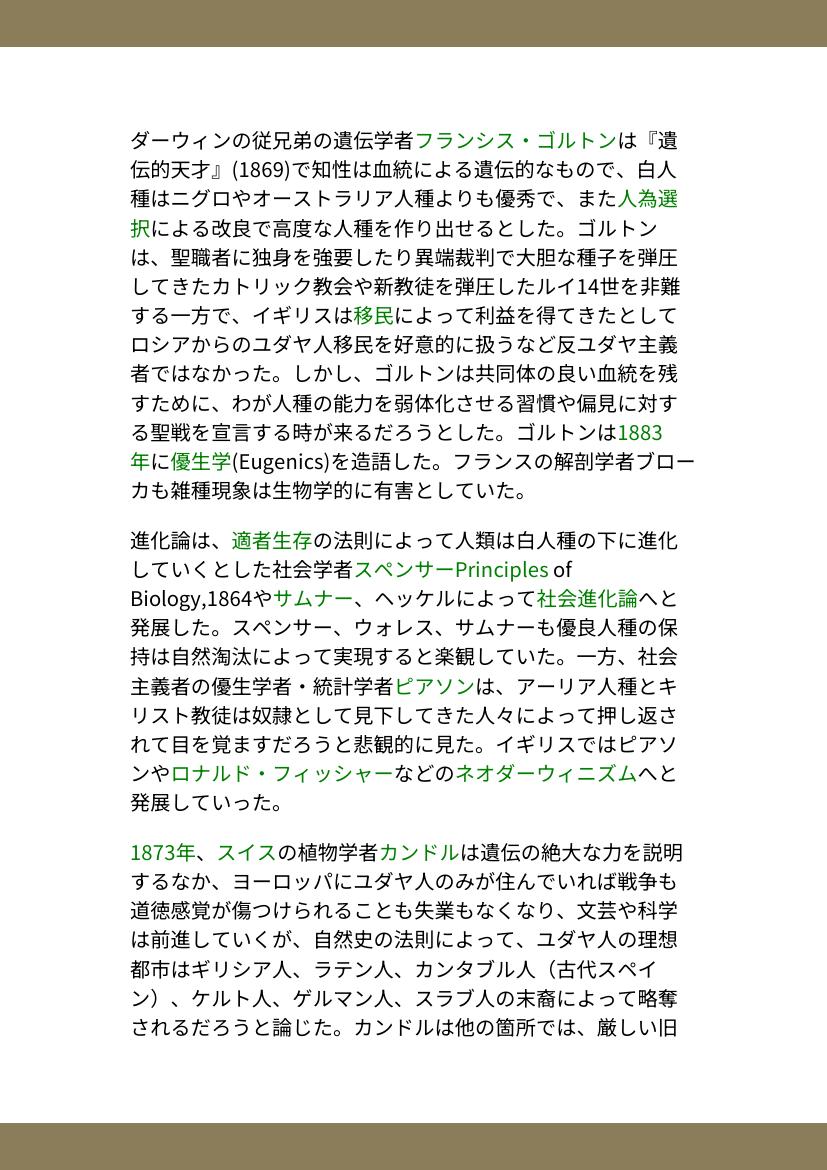 ダーウィンの従兄弟の遺伝学者フランシス・ゴルトンは『遺
伝的天才』(1869)で知性は血統による遺伝的なもので、白人
種はニグロやオーストラリア人種よりも優秀で、また人為選
択による改良で高度な人種を作り出せるとした。ゴルトン
は、聖職者に独身を強要したり異端裁判で大胆な種子を弾圧
してきたカトリック教会や新教徒を弾圧したルイ14世を非難
する一方で、イギリスは移民によって利益を得てきたとして
ロシアからのユダヤ人移民を好意的に扱うなど反ユダヤ主義
者ではなかった。しかし、ゴルトンは共同体の良い血統を残
すために、わが人種の能力を弱体化させる習慣や偏見に対す
る聖戦を宣言する時が来るだろうとした。ゴルトンは1883
年に優生学(Eugenics)を造語した。フランスの解剖学者ブロー
カも雑種現象は生物学的に有害としていた。
進化論は、適者生存の法則によって人類は白人種の下に進化
していくとした社会学者スペンサーPrinciples of
Biology,1864やサムナー、ヘッケルによって社会進化論へと
発展した。スペンサー、ウォレス、サムナーも優良人種の保
持は自然淘汰によって実現すると楽観していた。一方、社会
主義者の優生学者・統計学者ピアソンは、アーリア人種とキ
リスト教徒は奴隷として見下してきた人々によって押し返さ
れて目を覚ますだろうと悲観的に見た。イギリスではピアソ
ンやロナルド・フィッシャーなどのネオダーウィニズムへと
発展していった。
1873年、スイスの植物学者カンドルは遺伝の絶大な力を説明
するなか、ヨーロッパにユダヤ人のみが住んでいれば戦争も
道徳感覚が傷つけられることも失業もなくなり、文芸や科学
は前進していくが、自然史の法則によって、ユダヤ人の理想
都市はギリシア人、ラテン人、カンタブル人（古代スペイ
ン）、ケルト人、ゲルマン人、スラブ人の末裔によって略奪
されるだろうと論じた。カンドルは他の箇所では、厳しい旧